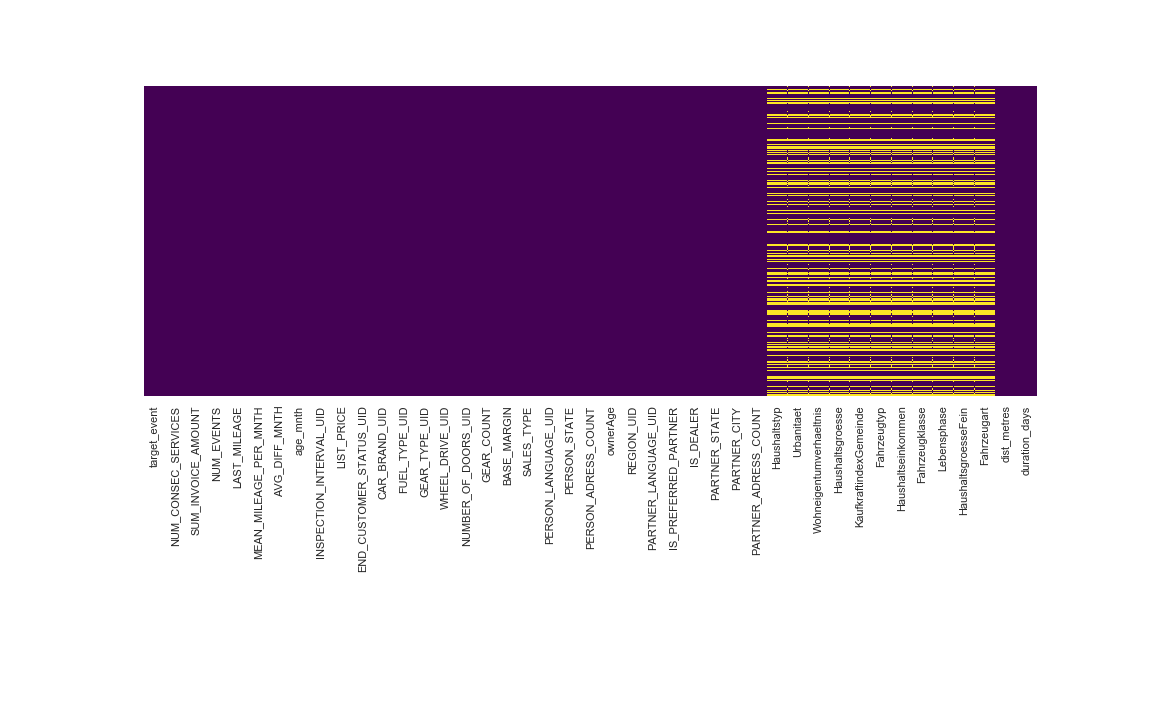 target_event
NUM_CONSEC_SERVICES
SUM_INVOICE_AMOUNT
NUM_EVENTS
LAST_MILEAGE
MEAN_MILEAGE_PER_MNTH
AVG_DIFF_MNTH
age_mnth
INSPECTION_INTERVAL_UID
LIST_PRICE
END_CUSTOMER_STATUS_UID
CAR_BRAND_UID
FUEL_TYPE_UID
GEAR_TYPE_UID
WHEEL_DRIVE_UID
NUMBER_OF_DOORS_UID
GEAR_COUNT
BASE_MARGIN
SALES_TYPE
PERSON_LANGUAGE_UID
PERSON_STATE
PERSON_ADRESS_COUNT
ownerAge
REGION_UID
PARTNER_LANGUAGE_UID
IS_PREFERRED_PARTNER
IS_DEALER
PARTNER_STATE
PARTNER_CITY
PARTNER_ADRESS_COUNT
Haushaltstyp
Urbanitaet
Wohneigentumverhaeltnis
Haushaltsgroesse
KaufkraftIndexGemeinde
Fahrzeugtyp
Haushaltseinkommen
Fahrzeugklasse
Lebensphase
HaushaltsgroesseFein
Fahrzeugart
dist_metres
duration_days